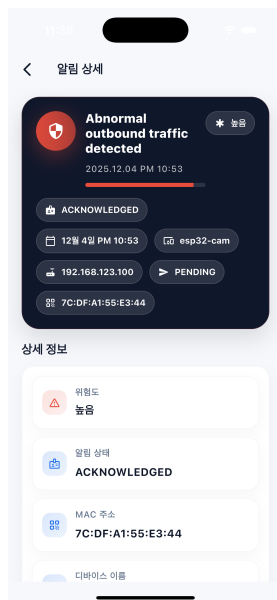 알림 상세
Abnormal
outbound traffic
detected
높음
2025.12.04 PM 10:53
ACKNOWLEDGED
12월 4일 PM 10:53
esp32-cam
192.168.123.100
PENDING
7C:DF:A1:55:E3:44
상세 정보
위험도
높음
알림 상태
ACKNOWLEDGED
MAC 주소
7C:DF:A1:55:E3:44
디바이스 이름